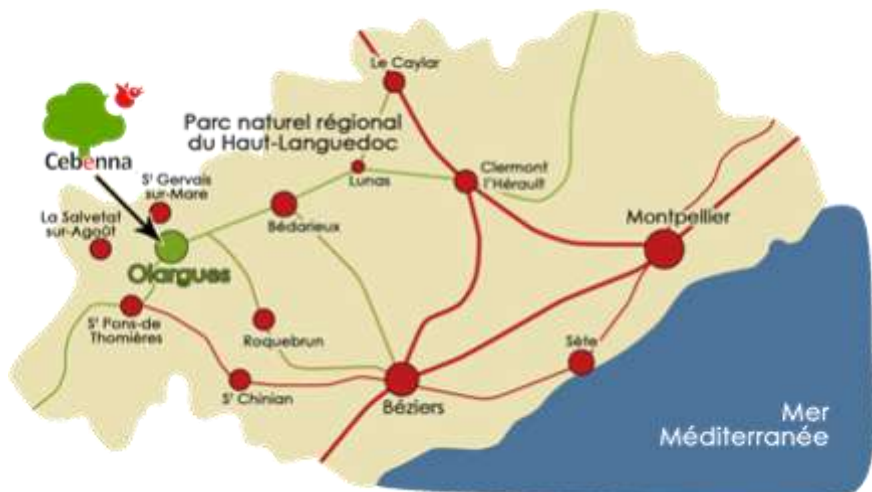 Le Caylar
Parc naturel régional
du Haut-Languedoc
Cebenna
Lunas
Clermont
l'Hérault
Sᵗ Gervais
sur-Mare
La Salvetat
sur-Agoût
Bédarieux
Montpellier
Olargues
Sᵗ Pons-de
Thomières
Roquebrun
Sète
Sᵗ Chinian
Béziers
Mer
Méditerranée